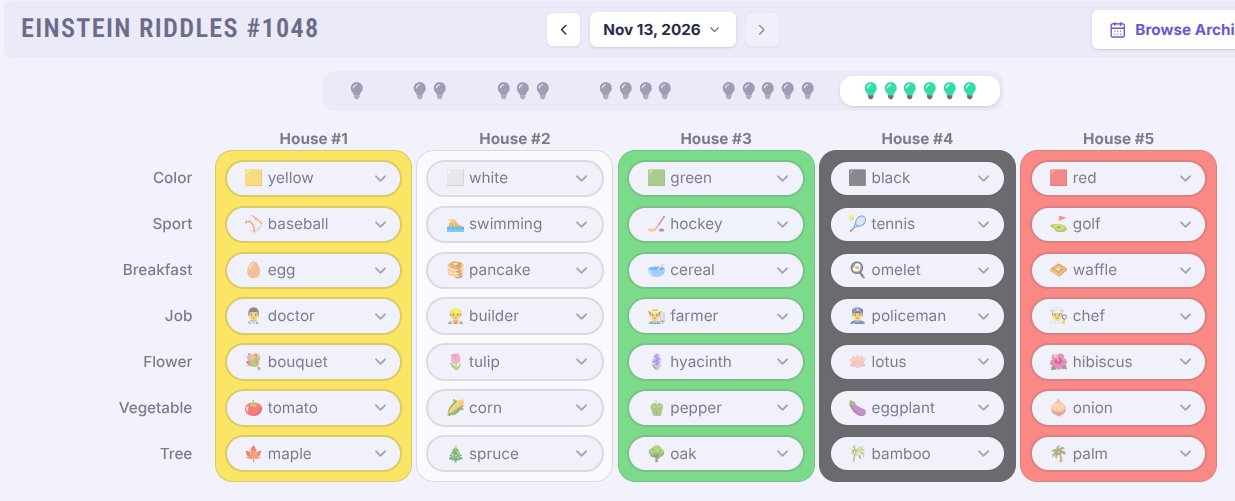 EINSTEIN RIDDLES #1048
Nov 13, 2026
Browse Archi
House #1 House #2 House #3 House #4 House #5
Color yellow white green black red
Sport baseball swimming hockey tennis golf
Breakfast egg pancake cereal omelet waffle
Job doctor builder farmer policeman chef
Flower bouquet tulip hyacinth lotus hibiscus
Vegetable tomato corn pepper eggplant onion
Tree maple spruce oak bamboo palm